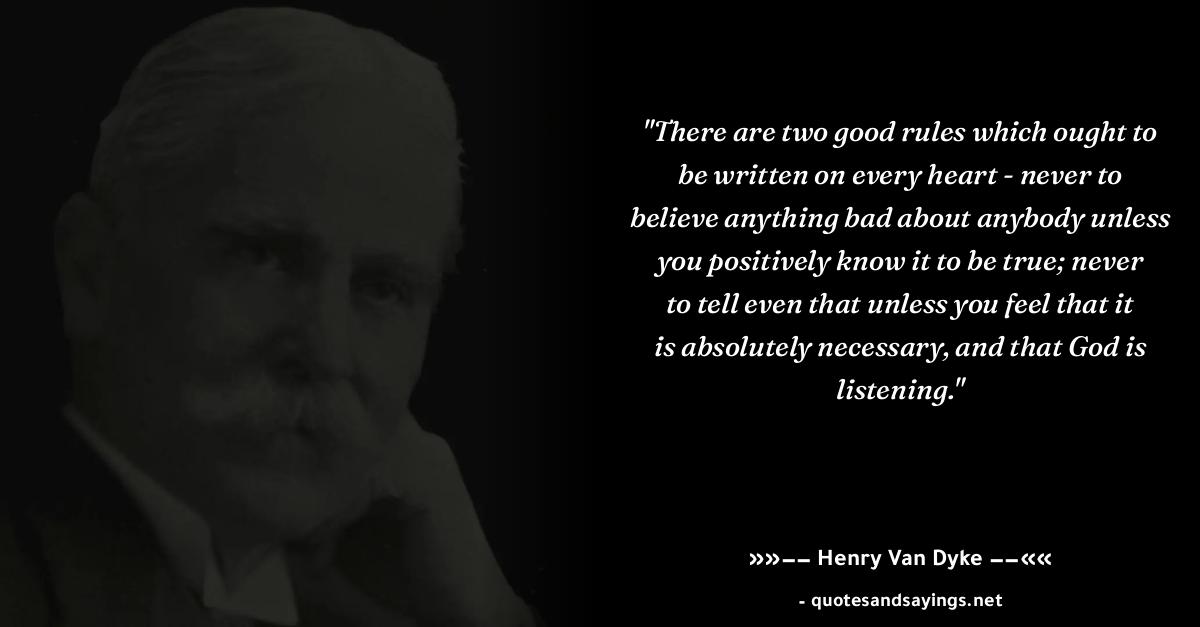 "There are two good rules which ought to
be written on every heart - never to
believe anything bad about anybody unless
you positively know it to be true; never
to tell even that unless you feel that it
is absolutely necessary, and that God is
listening."
»»−− Henry Van Dyke −−««
- quotesandsayings.net